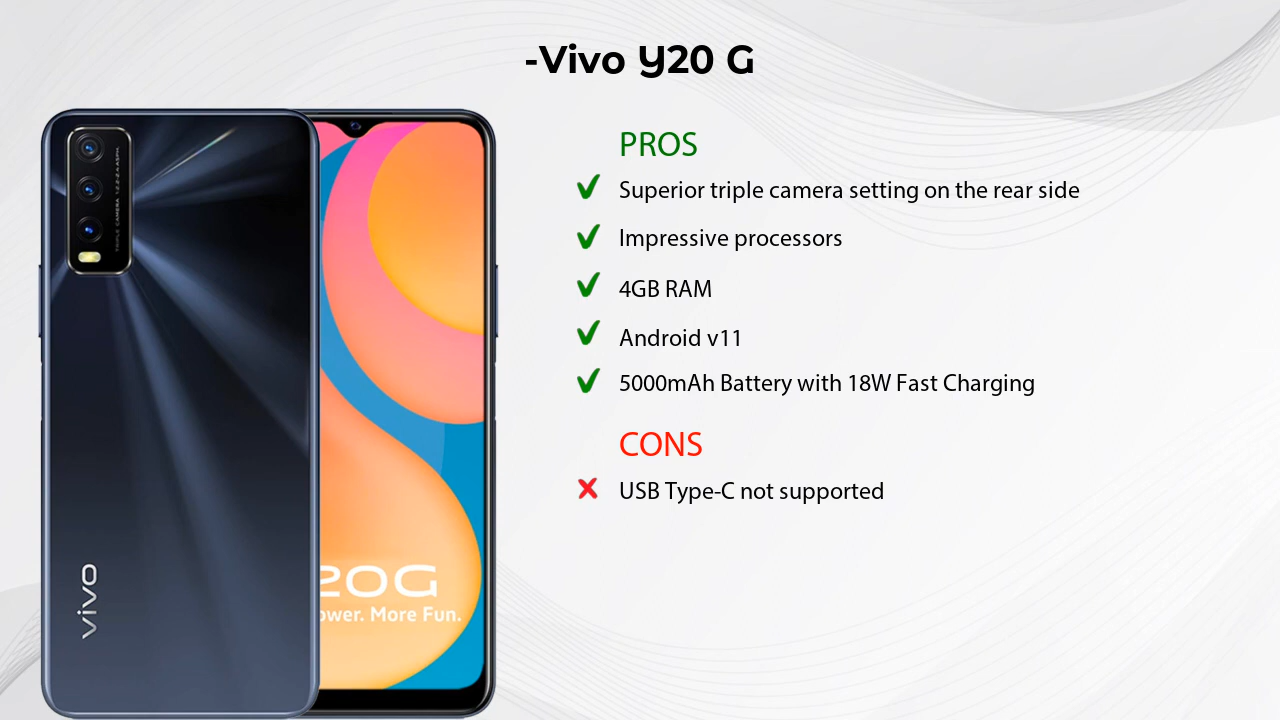 -Vivo Y20 G
PROS
Superior triple camera setting on the rear side
Impressive processors
4GB RAM
Android v11
5000mAh Battery with 18W Fast Charging
CONS
USB Type-C not supported
vivo
20G
ower. More Fun.